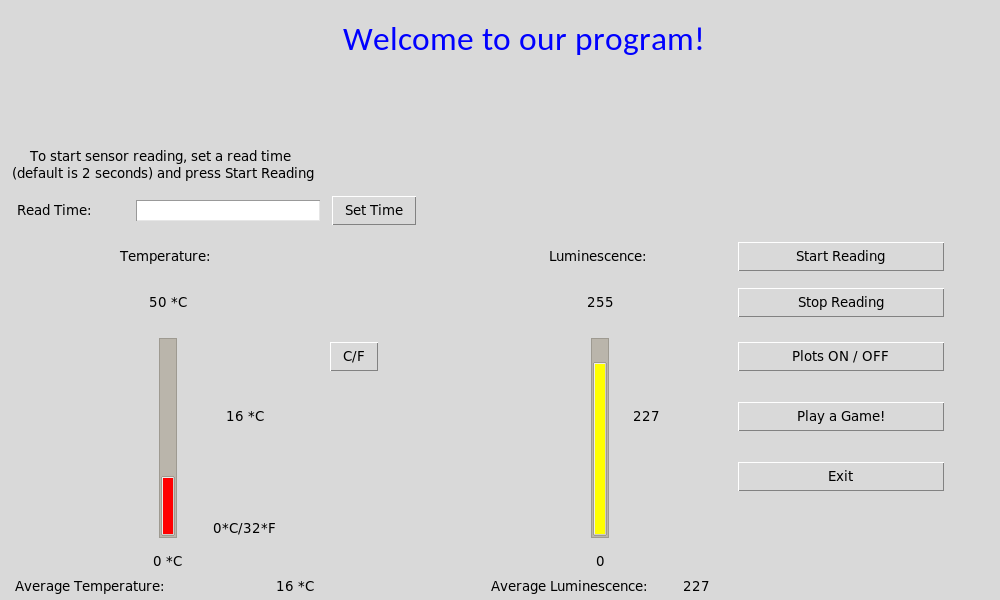 Welcome to our program!
To start sensor reading, set a read time
(default is 2 seconds) and press Start Reading
Read Time:
Set Time
Temperature:
Luminescence:
Start Reading
50 *C
255
Stop Reading
C/F
Plots ON / OFF
16 *C
227
Play a Game!
Exit
0*C/32*F
0 *C
0
Average Temperature:
16 *C
Average Luminescence:
227